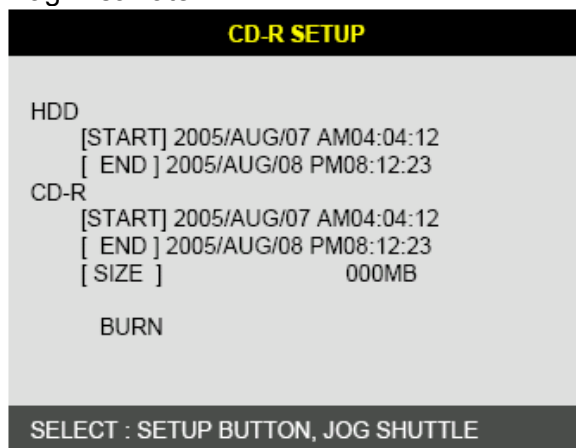 CD-R SETUP
HDD
[START] 2005/AUG/07 AM04:04:12
[ END ] 2005/AUG/08 PM08:12:23
CD-R
[START] 2005/AUG/07 AM04:04:12
[ END ] 2005/AUG/08 PM08:12:23
[ SIZE ] 000MB
BURN
SELECT : SETUP BUTTON, JOG SHUTTLE